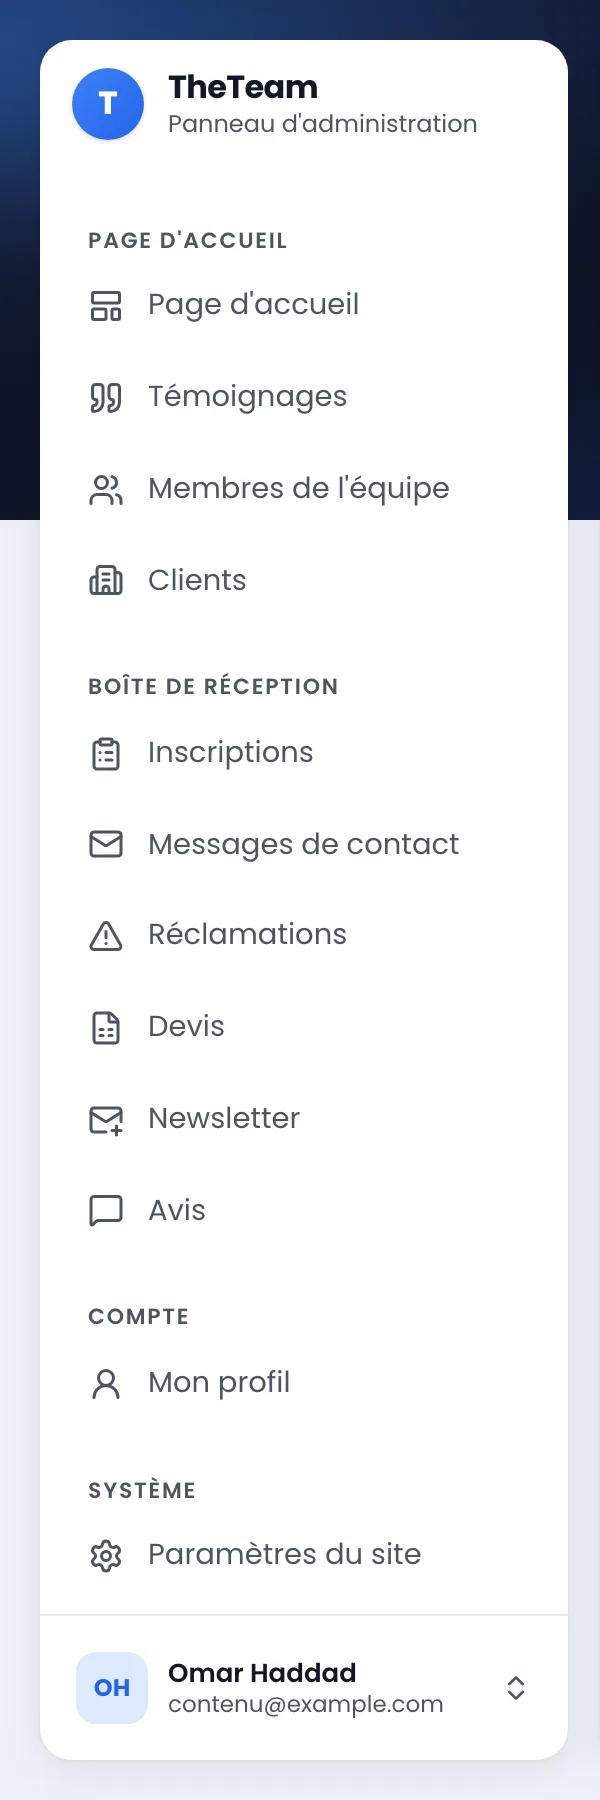 T
TheTeam
Panneau d'administration
PAGE D'ACCUEIL
Page d'accueil
Témoignages
Membres de l'équipe
Clients
BOÎTE DE RÉCEPTION
Inscriptions
Messages de contact
Réclamations
Devis
Newsletter
Avis
COMPTE
Mon profil
SYSTÈME
Paramètres du site
OH
Omar Haddad
contenu@example.com